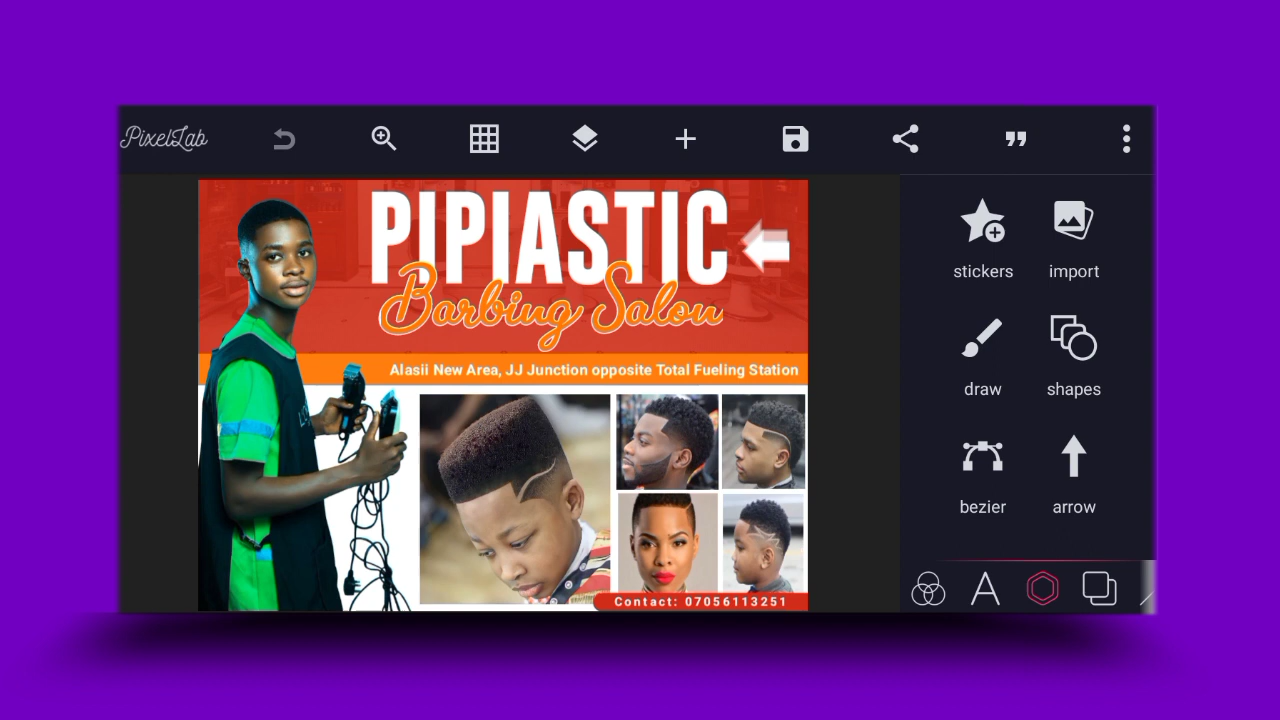 PixelLab
PIPIASTIC
Barbing Salon
Alasii New Area, JJ Junction opposite Total Fueling Station
Contact: 07056113251
stickers import
draw shapes
bezier arrow